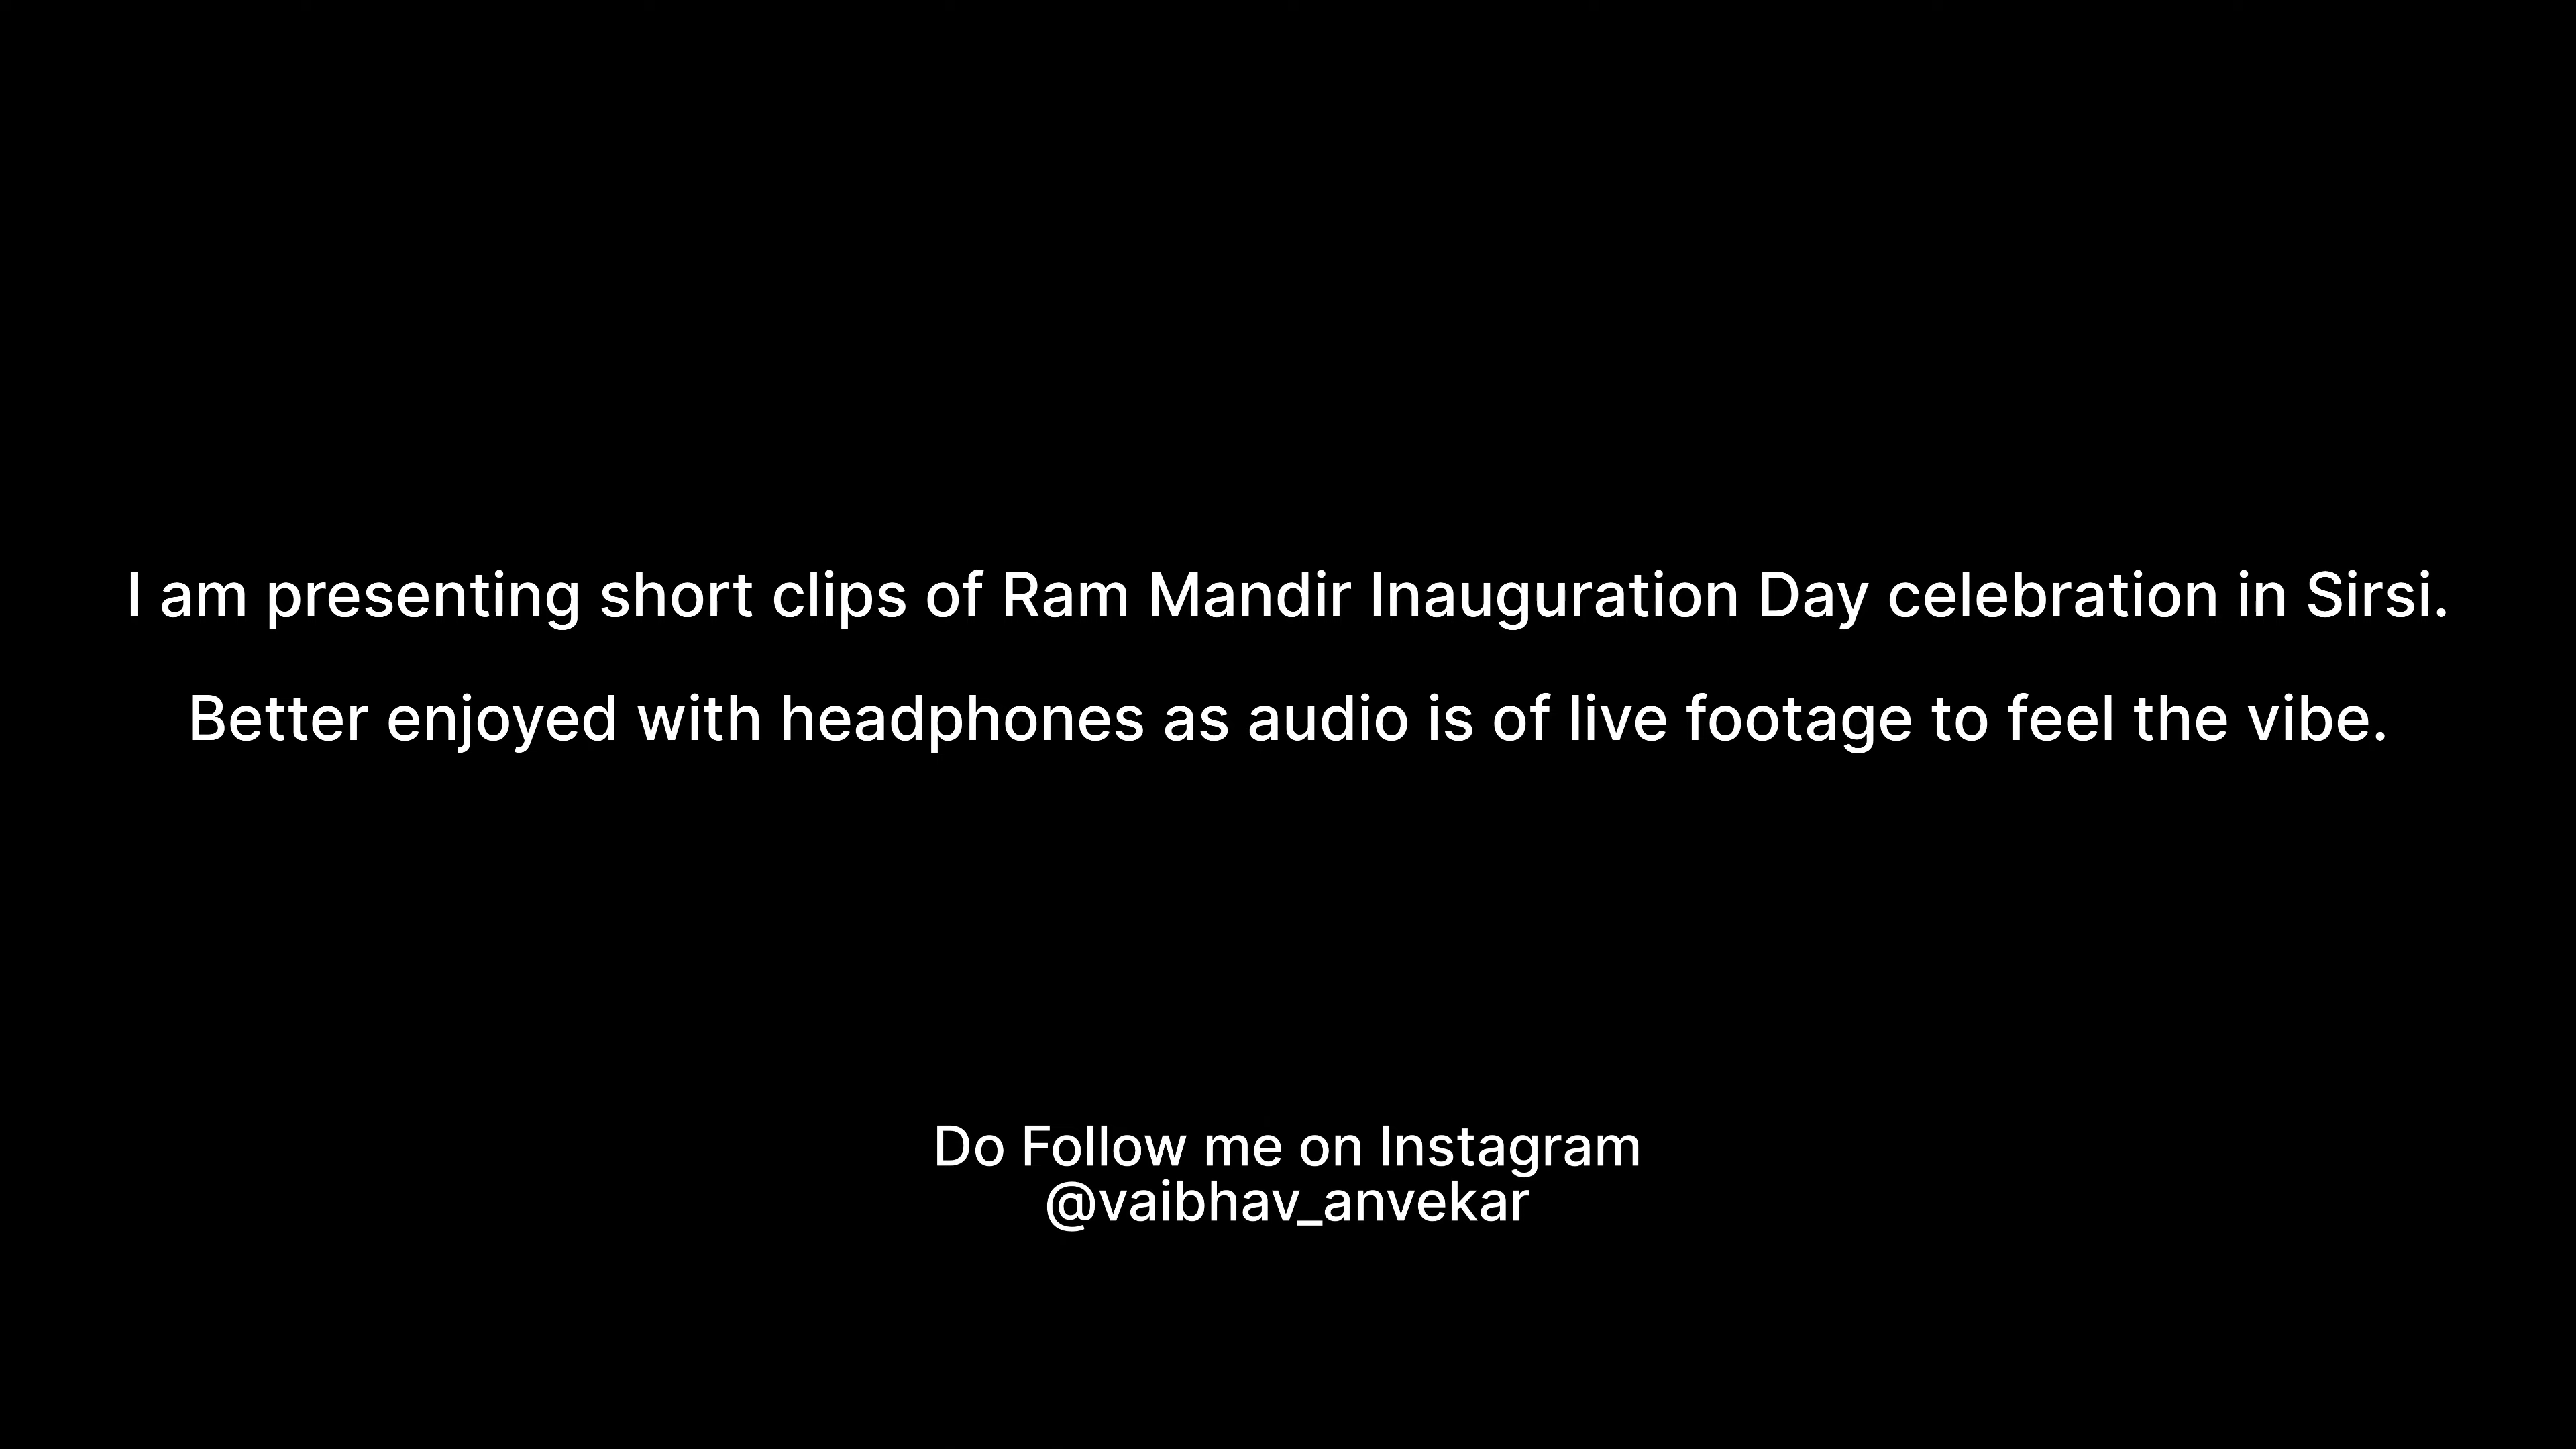 I am presenting short clips of Ram Mandir Inauguration Day celebration in Sirsi.
Better enjoyed with headphones as audio is of live footage to feel the vibe.
Do Follow me on Instagram
@vaibhav_anvekar